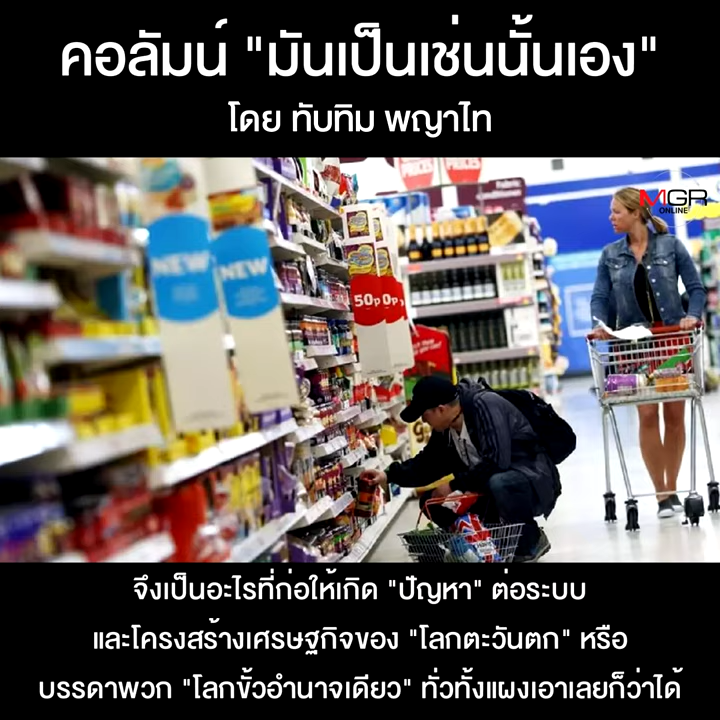 คอลัมน์ "มันเป็นเช่นนั้นเอง"
โดย ทับทิม พญาไท
PRICES
PRICES
MGR
ONLINE
NEW
NEW
50p
0p
จึงเป็นอะไรที่ก่อให้เกิด "ปัญหา" ต่อระบบ
และโครงสร้างเศรษฐกิจของ "โลกตะวันตก" หรือ
บรรดาพวก "โลกขั้วอำนาจเดียว" ทั่วทั้งแผงเอาเลยก็ว่าได้